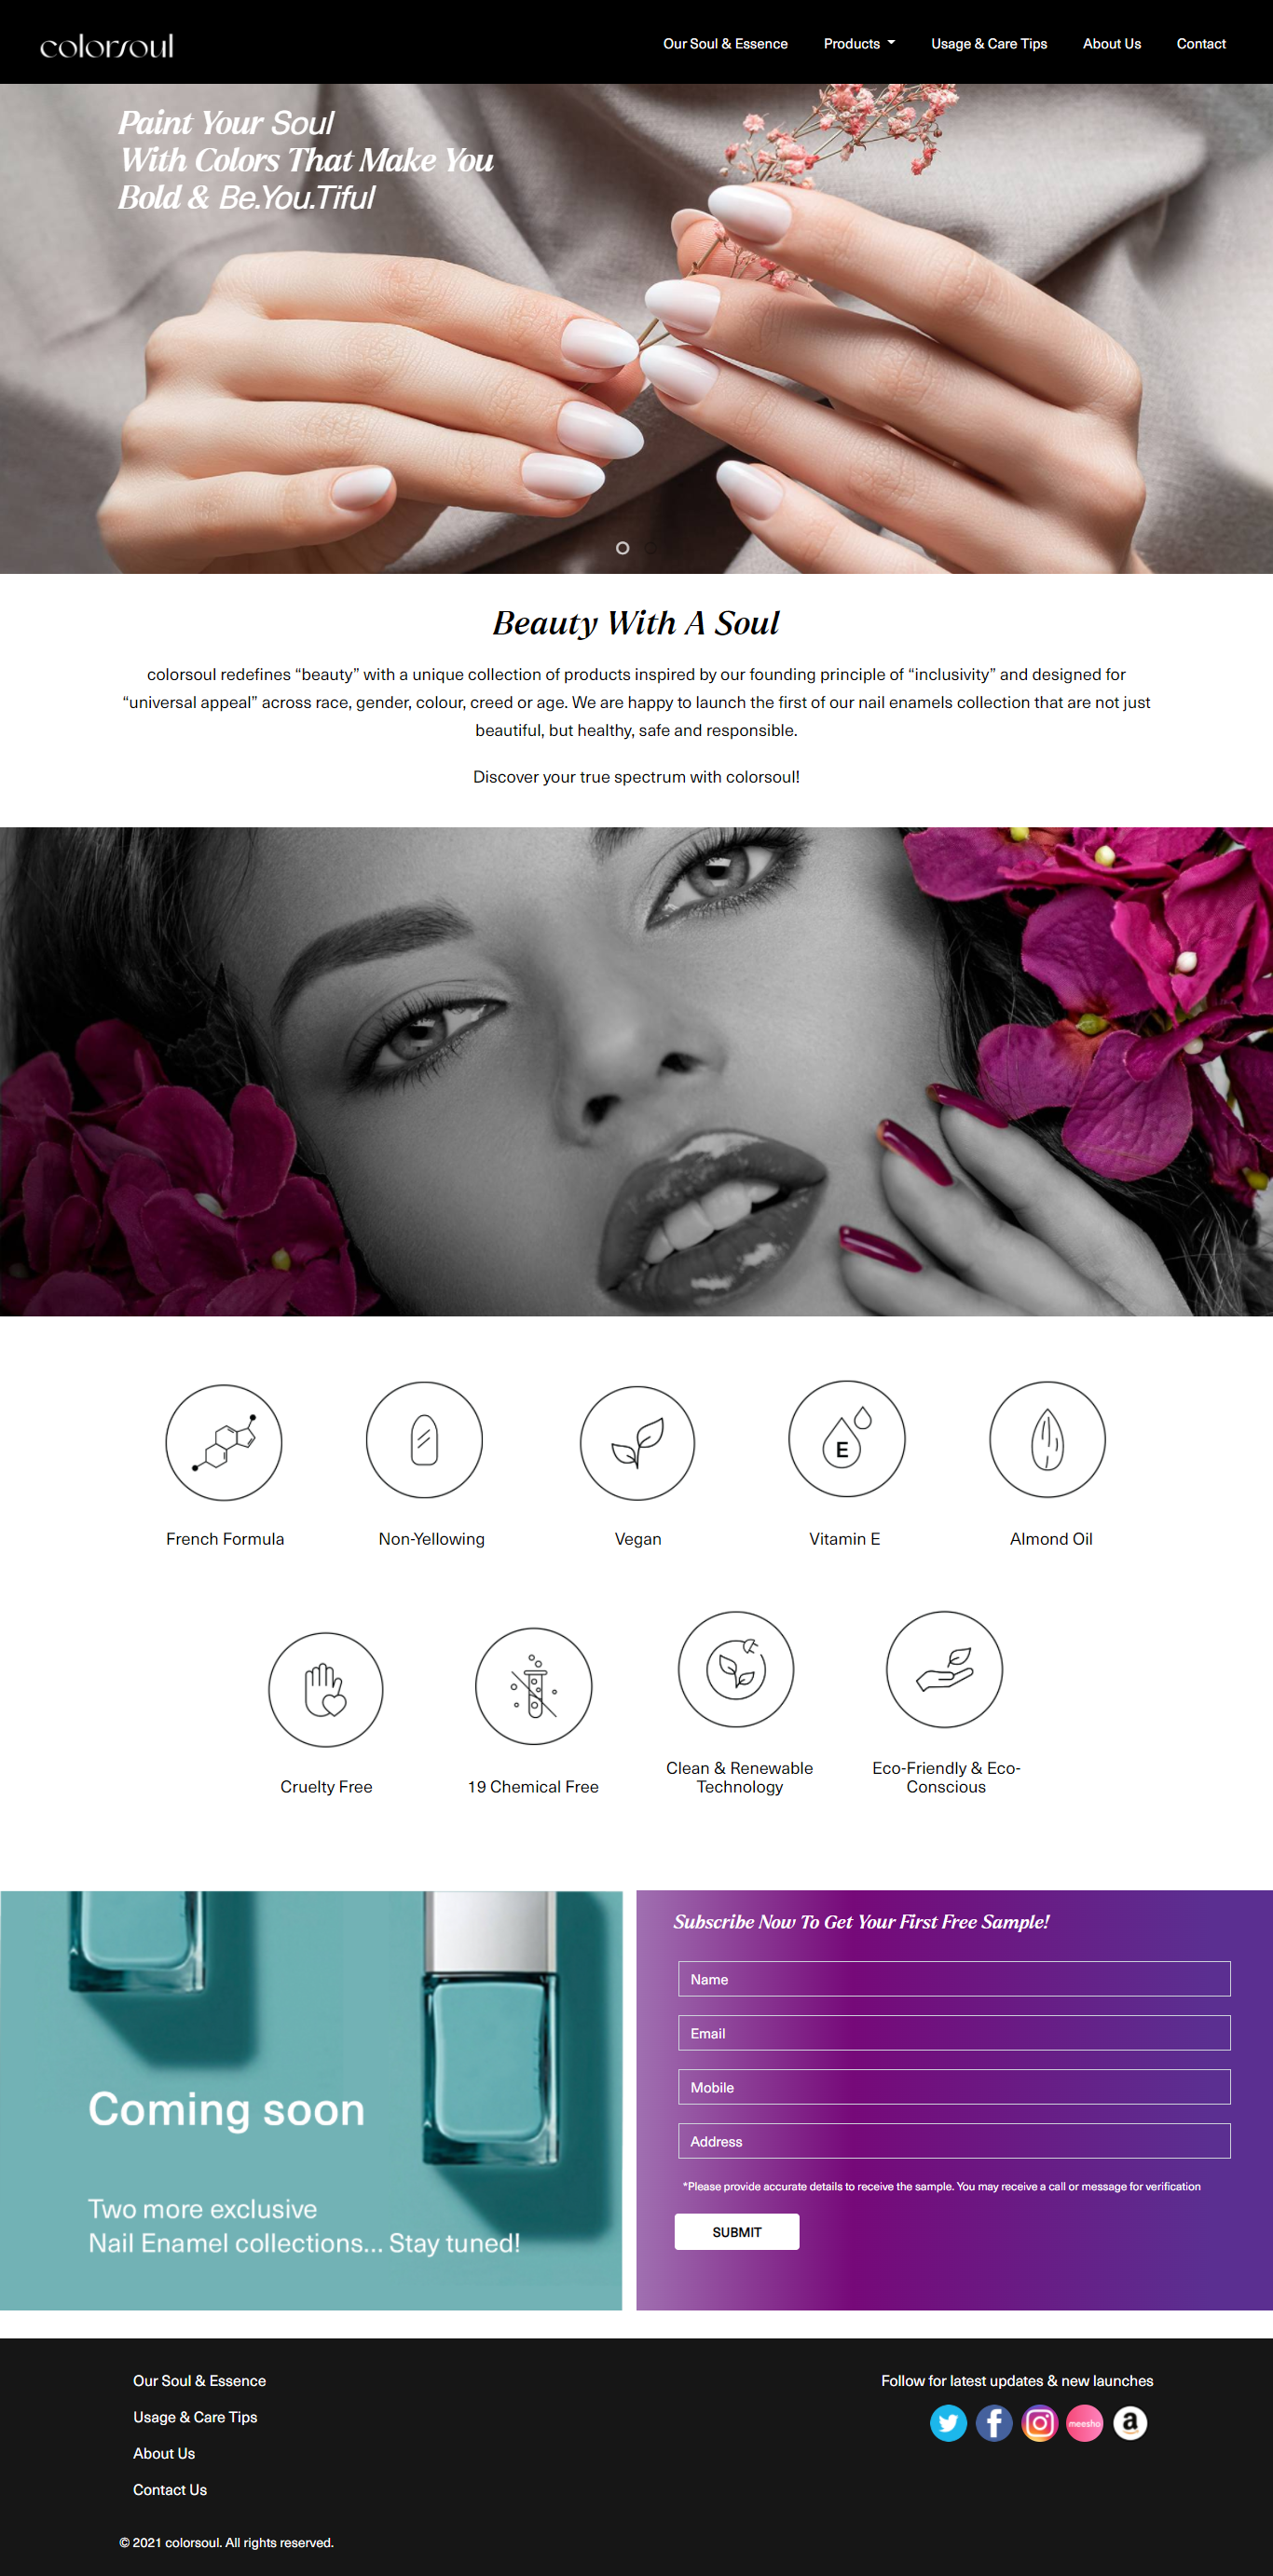 colorsoul
Our Soul & Essence
Products
Usage & Care Tips
About Us
Contact
Paint Your Soul
With Colors That Make You
Bold & Be.You.Tiful
Beauty With A Soul
colorsoul redefines “beauty” with a unique collection of products inspired by our founding principle of “inclusivity” and designed for
“universal appeal” across race, gender, colour, creed or age. We are happy to launch the first of our nail enamels collection that are not just
beautiful, but healthy, safe and responsible.
Discover your true spectrum with colorsoul!
E
French Formula
Non-Yellowing
Vegan
Vitamin E
Almond Oil
Cruelty Free
19 Chemical Free
Clean & Renewable
Technology
Eco-Friendly & Eco-
Conscious
Coming soon
Two more exclusive
Nail Enamel collections... Stay tuned!
Subscribe Now To Get Your First Free Sample!
Name
Email
Mobile
Address
*Please provide accurate details to receive the sample. You may receive a call or message for verification
SUBMIT
Our Soul & Essence
Usage & Care Tips
About Us
Contact Us
Follow for latest updates & new launches
meesho
© 2021 colorsoul. All rights reserved.